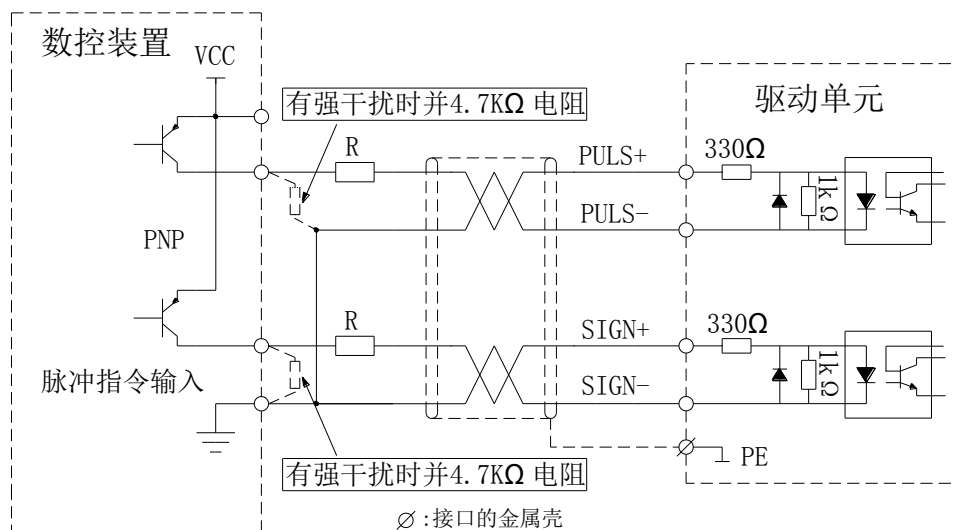 数控装置
VCC
有强干扰时并4.7KΩ 电阻
驱动单元
R
PULS+
330Ω
1kΩ
PULS-
PNP
R
SIGN+
330Ω
1kΩ
脉冲指令输入
SIGN-
PE
有强干扰时并4.7KΩ 电阻
:接口的金属壳